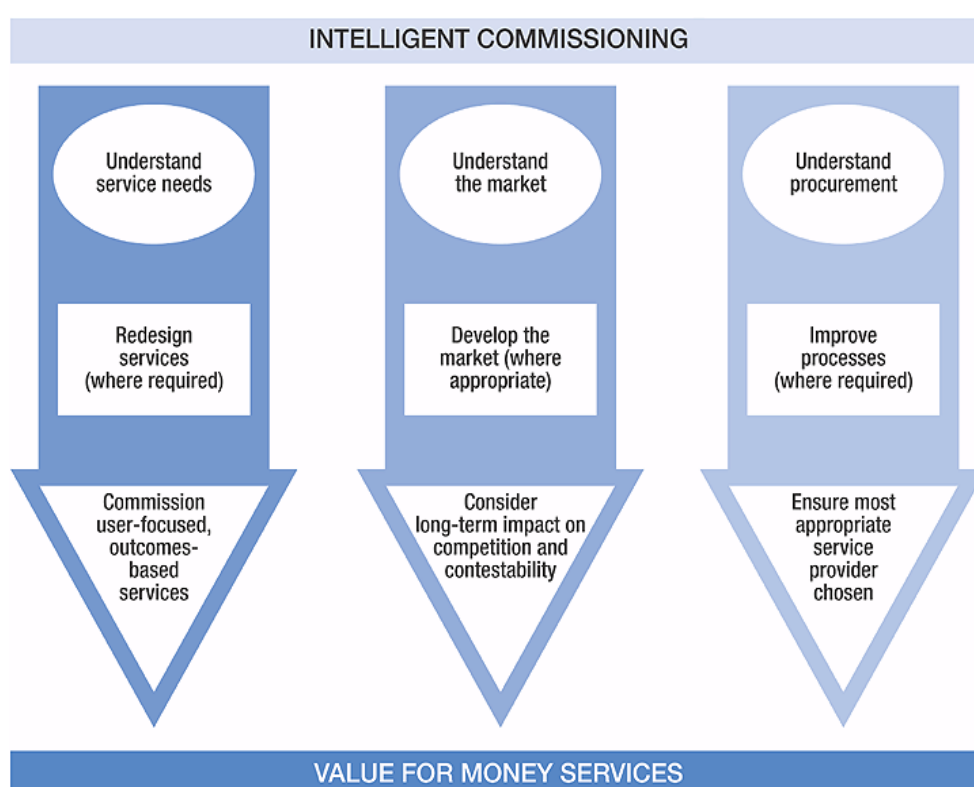 INTELLIGENT COMMISSIONING
Understand
service needs
Redesign
services
(where required)
Commission
user-focused,
outcomes-
based
services
Understand
the market
Develop the
market (where
appropriate)
Consider
long-term impact on
competition and
contestability
Understand
procurement
Improve
processes
(where required)
Ensure most
appropriate
service
provider
chosen
VALUE FOR MONEY SERVICES